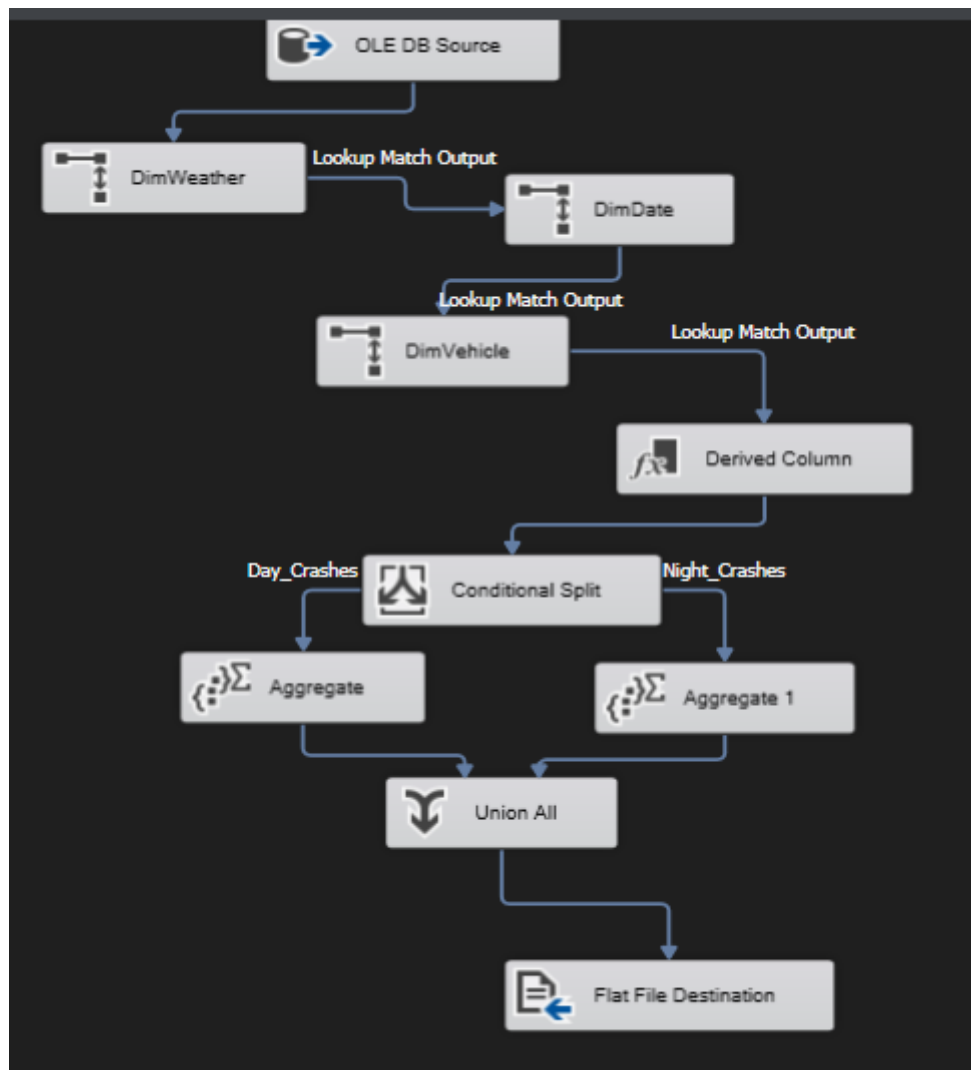 OLE DB Source
DimWeather
Lookup Match Output
DimDate
Lookup Match Output
DimVehicle
Lookup Match Output
Derived Column
Day_Crashes
Conditional Split
Night_Crashes
Aggregate
Aggregate 1
Union All
Flat File Destination